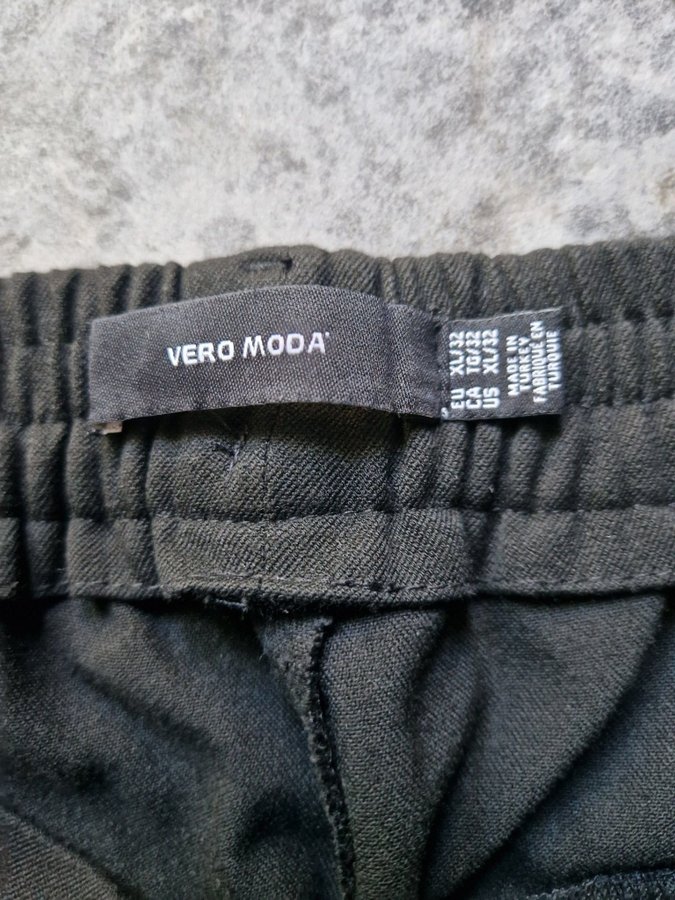 VERO MODA
EU XL/32
CA TG/32
US XL/32
MADE IN
TURKEY
FABRIQUÉ EN
TURQUIE